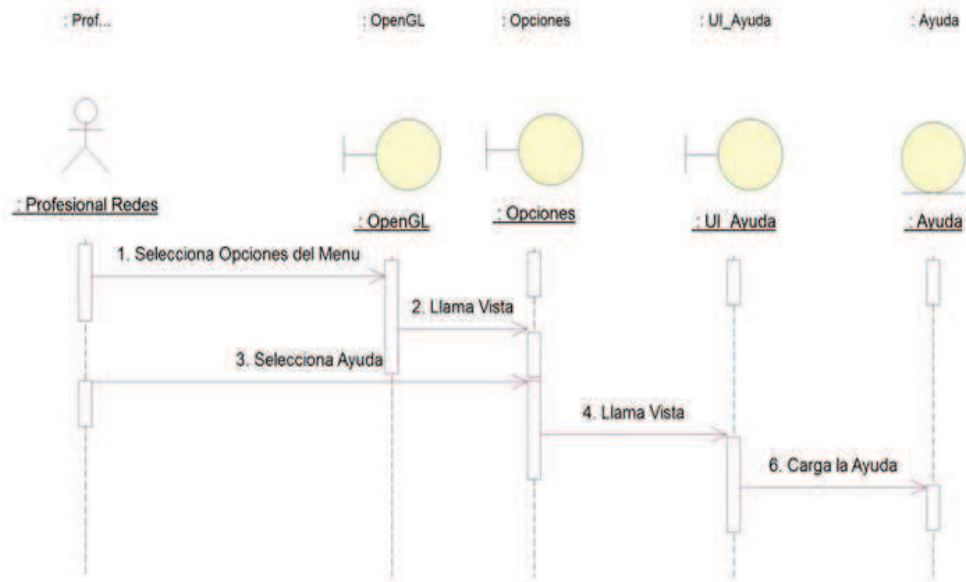 : Prof...
: OpenGL
: Opciones
: UI_Ayuda
: Ayuda
: Profesional Redes
: OpenGL
: Opciones
: UI_Ayuda
: Ayuda
1. Selecciona Opciones del Menu
2. Llama Vista
3. Selecciona Ayuda
4. Llama Vista
6. Carga la Ayuda